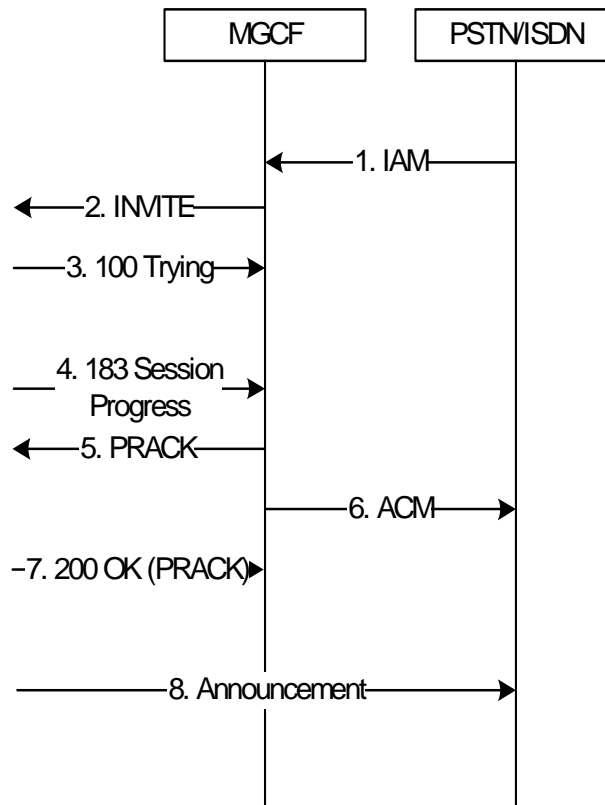 MGCF
PSTN/ISDN
1. IAM
2. INVITE
3. 100 Trying
4. 183 Session
Progress
5. PRACK
6. ACM
7. 200 OK (PRACK)
8. Announcement